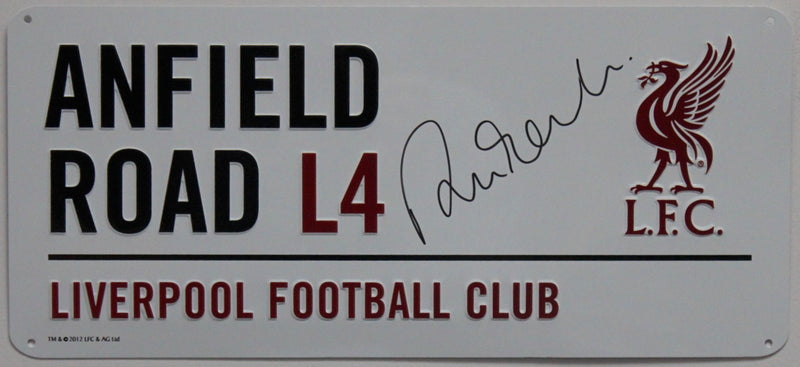 ANFIELD
ROAD L4
L.F.C.
LIVERPOOL FOOTBALL CLUB
TM & © 2012 LFC & AG Ltd